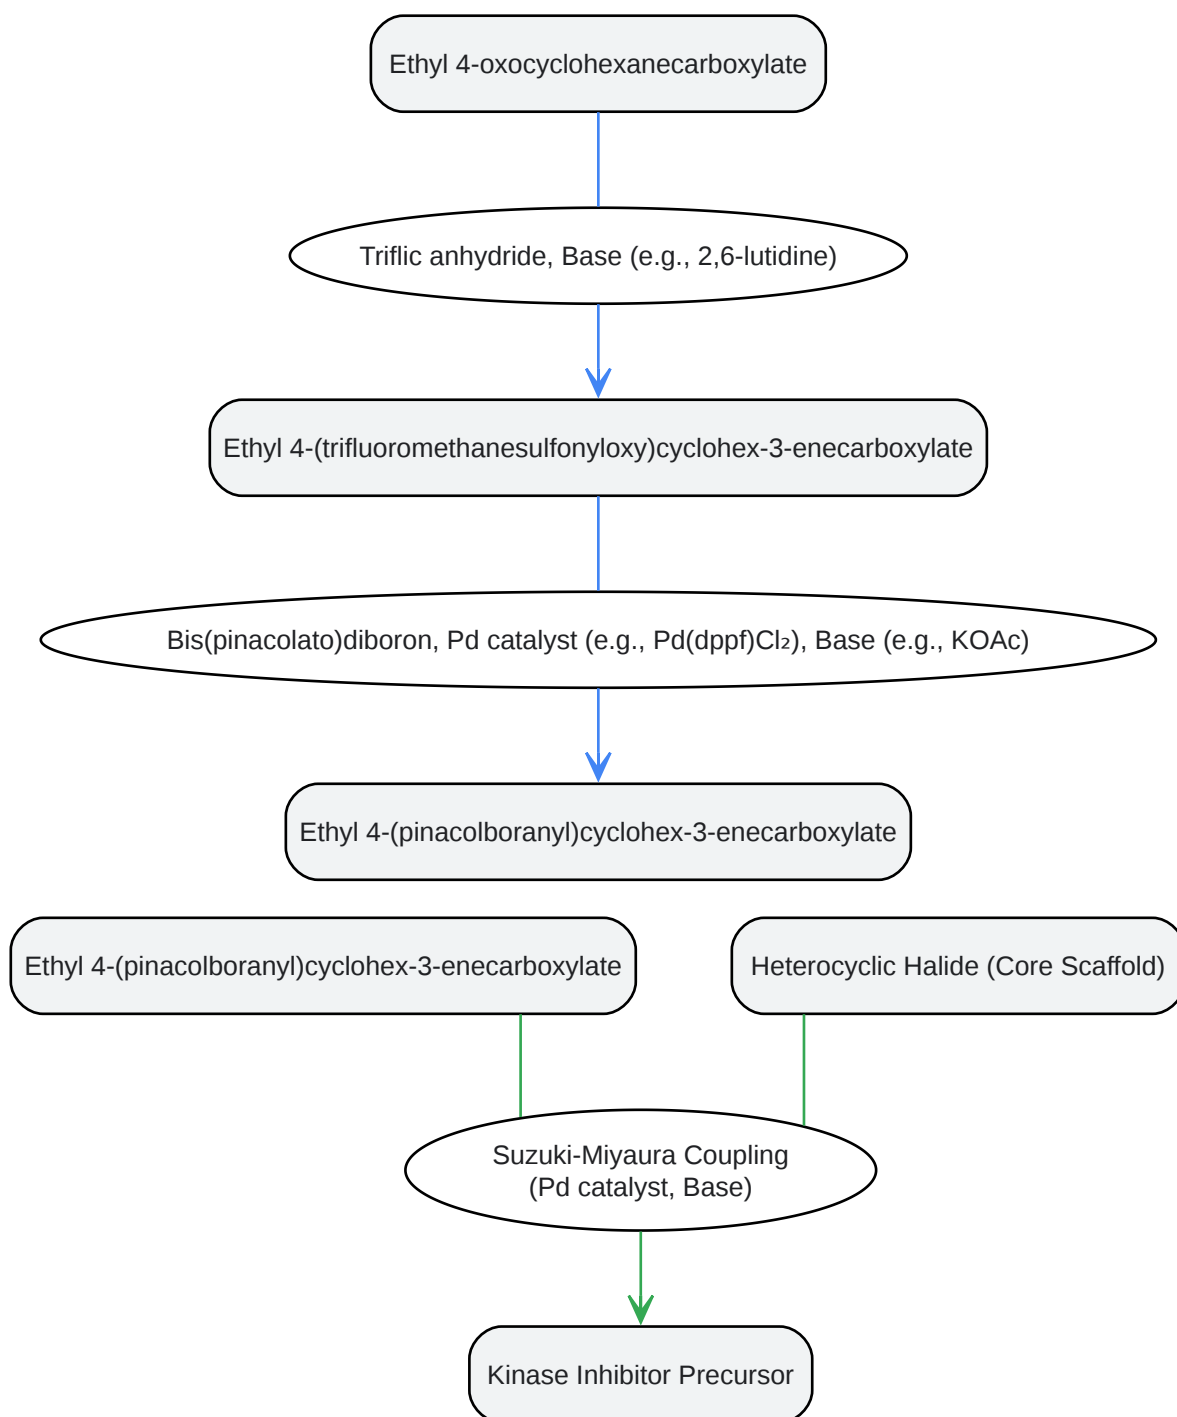 Ethyl 4-oxocyclohexanecarboxylate
Triflic anhydride, Base (e.g., 2,6-lutidine)
Ethyl 4-(trifluoromethanesulfonyloxy)cyclohex-3-enecarboxylate
Bis(pinacolato)diboron, Pd catalyst (e.g., Pd(dppf)Cl₂), Base (e.g., KOAc)
Ethyl 4-(pinacolboranyl)cyclohex-3-enecarboxylate
Ethyl 4-(pinacolboranyl)cyclohex-3-enecarboxylate
Heterocyclic Halide (Core Scaffold)
Suzuki-Miyaura Coupling
(Pd catalyst, Base)
Kinase Inhibitor Precursor